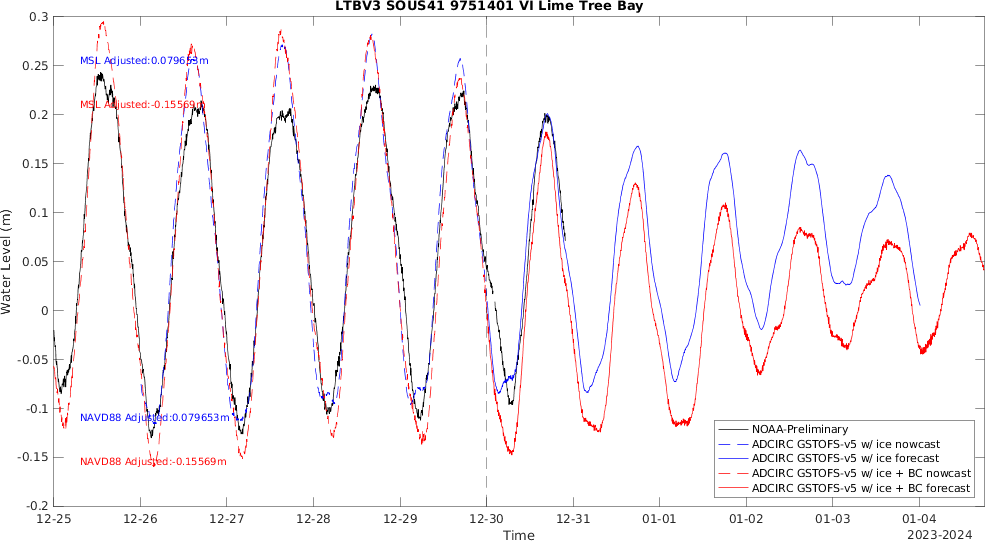 LTBV3 SOUS41 9751401 VI Lime Tree Bay
0.3
0.25
0.2
0.15
0.1
0.05
0
-0.05
-0.1
-0.15
-0.2
Water Level (m)
MSL Adjusted:0.079653m
MSL Adjusted:-0.15569m
NAVD88 Adjusted:0.079653m
NAVD88 Adjusted:-0.15569m
NOAA-Preliminary
ADCIRC GSTOFS-v5 w/ ice nowcast
ADCIRC GSTOFS-v5 w/ ice forecast
ADCIRC GSTOFS-v5 w/ ice + BC nowcast
ADCIRC GSTOFS-v5 w/ ice + BC forecast
12-25 12-26 12-27 12-28 12-29 12-30 12-31 01-01 01-02 01-03 01-04
Time
2023-2024